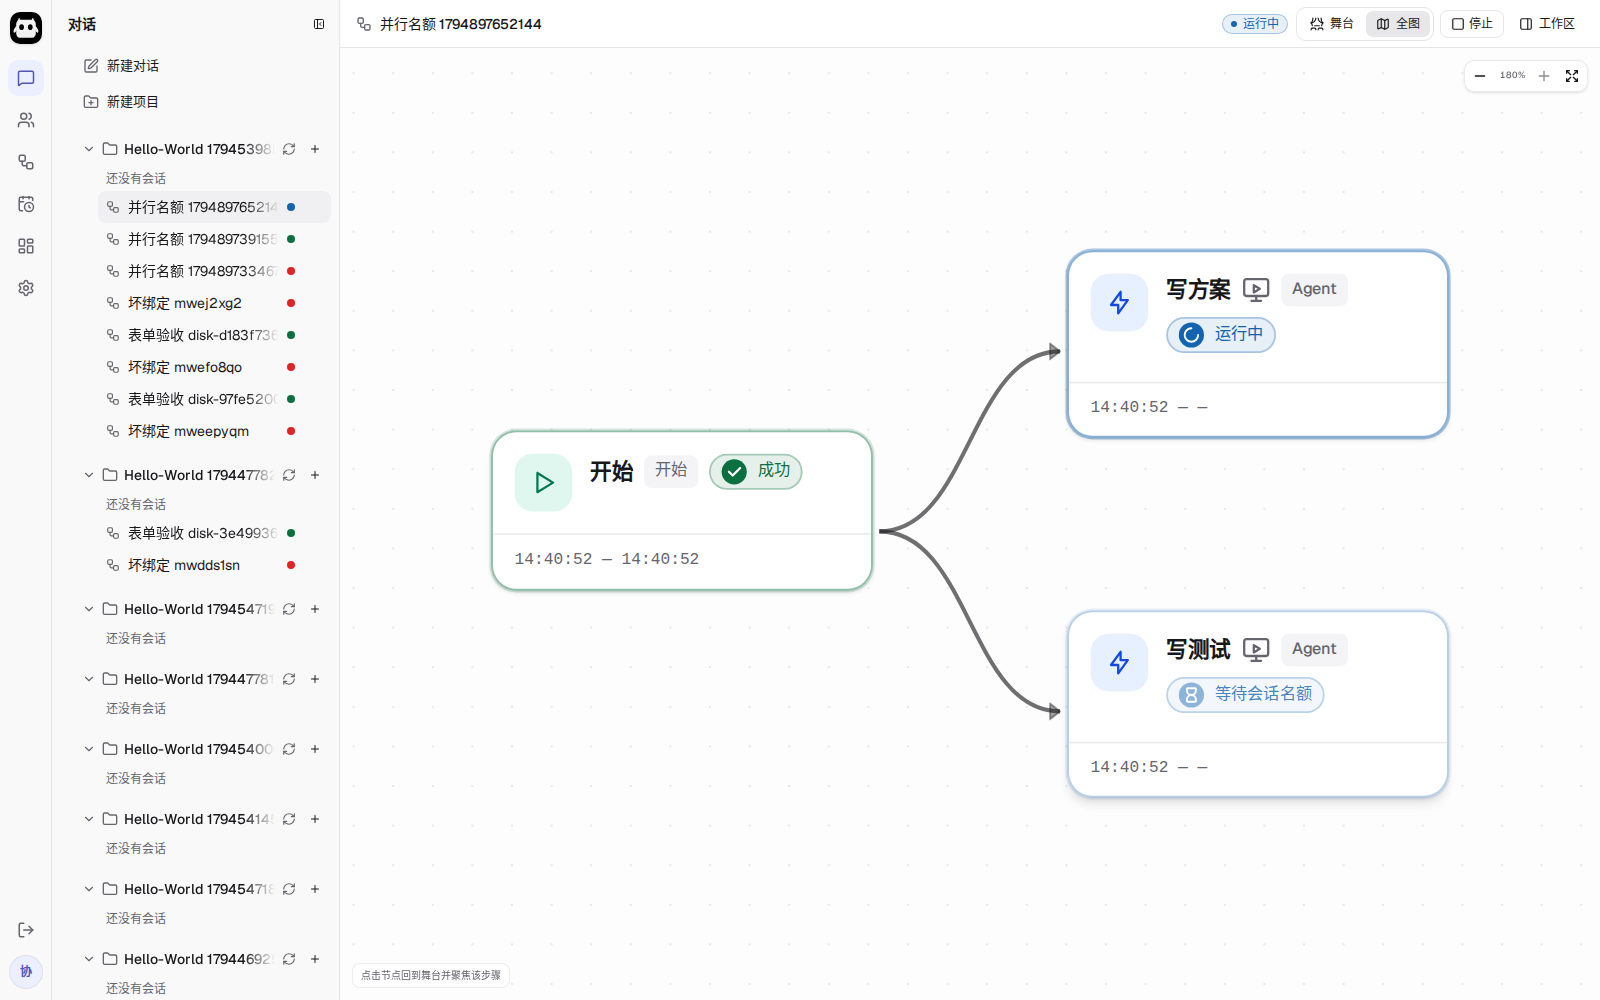 对话
新建对话
新建项目
Hello-World 17945398
还没有会话
并行名额 179489765214
并行名额 179489739155
并行名额 17948973346
坏绑定 mwej2xg2
表单验收 disk-d183f736
坏绑定 mwefo8qo
表单验收 disk-97fe520
坏绑定 mweepyqm
Hello-World 179447782
还没有会话
表单验收 disk-3e49936
坏绑定 mwdds1sn
Hello-World 179454719
还没有会话
Hello-World 179447781
还没有会话
Hello-World 17945400
还没有会话
Hello-World 179454145
还没有会话
Hello-World 179454718
还没有会话
Hello-World 17944692
还没有会话
协
并行名额 1794897652144
运行中
舞台
全图
停止
工作区
180%
开始 开始 成功
14:40:52 — 14:40:52
写方案 Agent
运行中
14:40:52 — —
写测试 Agent
等待会话名额
14:40:52 — —
点击节点回到舞台并聚焦该步骤